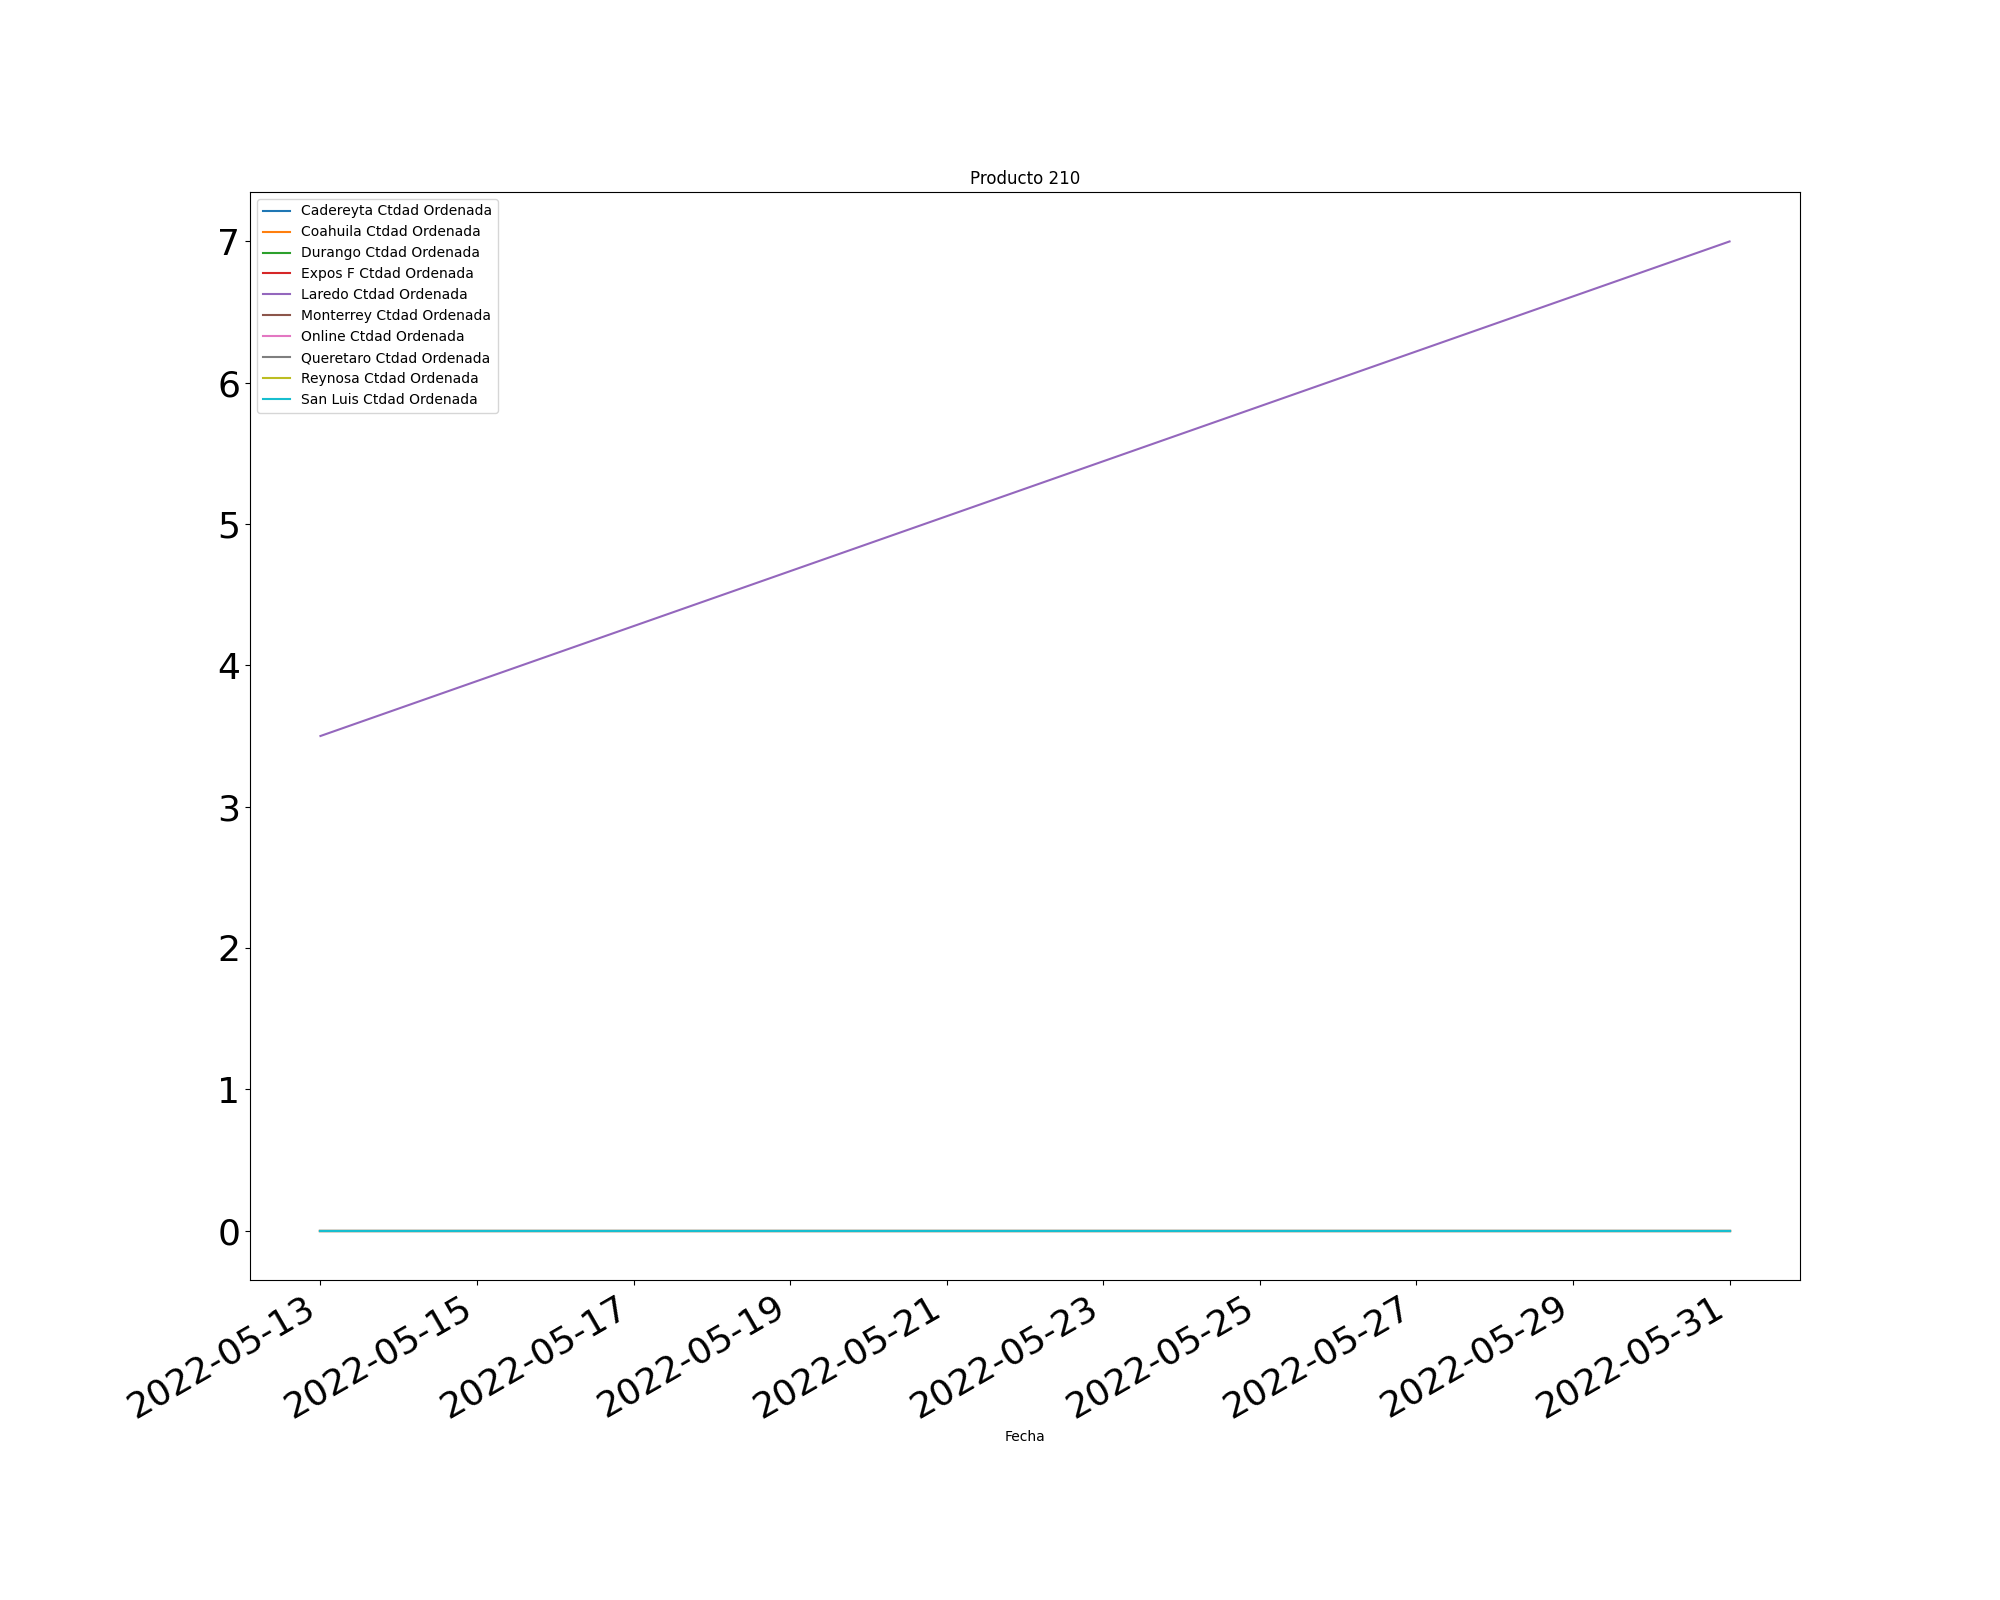 Producto 210
Cadereyta Ctdad Ordenada
Coahuila Ctdad Ordenada
Durango Ctdad Ordenada
Expos F Ctdad Ordenada
Laredo Ctdad Ordenada
Monterrey Ctdad Ordenada
Online Ctdad Ordenada
Queretaro Ctdad Ordenada
Reynosa Ctdad Ordenada
San Luis Ctdad Ordenada
7
6
5
4
3
2
1
0
2022-05-13
2022-05-15
2022-05-17
2022-05-19
2022-05-21
2022-05-23
2022-05-25
2022-05-27
2022-05-29
2022-05-31
Fecha